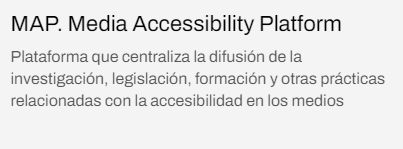 MAP. Media Accessibility Platform
Plataforma que centraliza la difusión de la
investigación, legislación, formación y otras prácticas
relacionadas con la accesibilidad en los medios